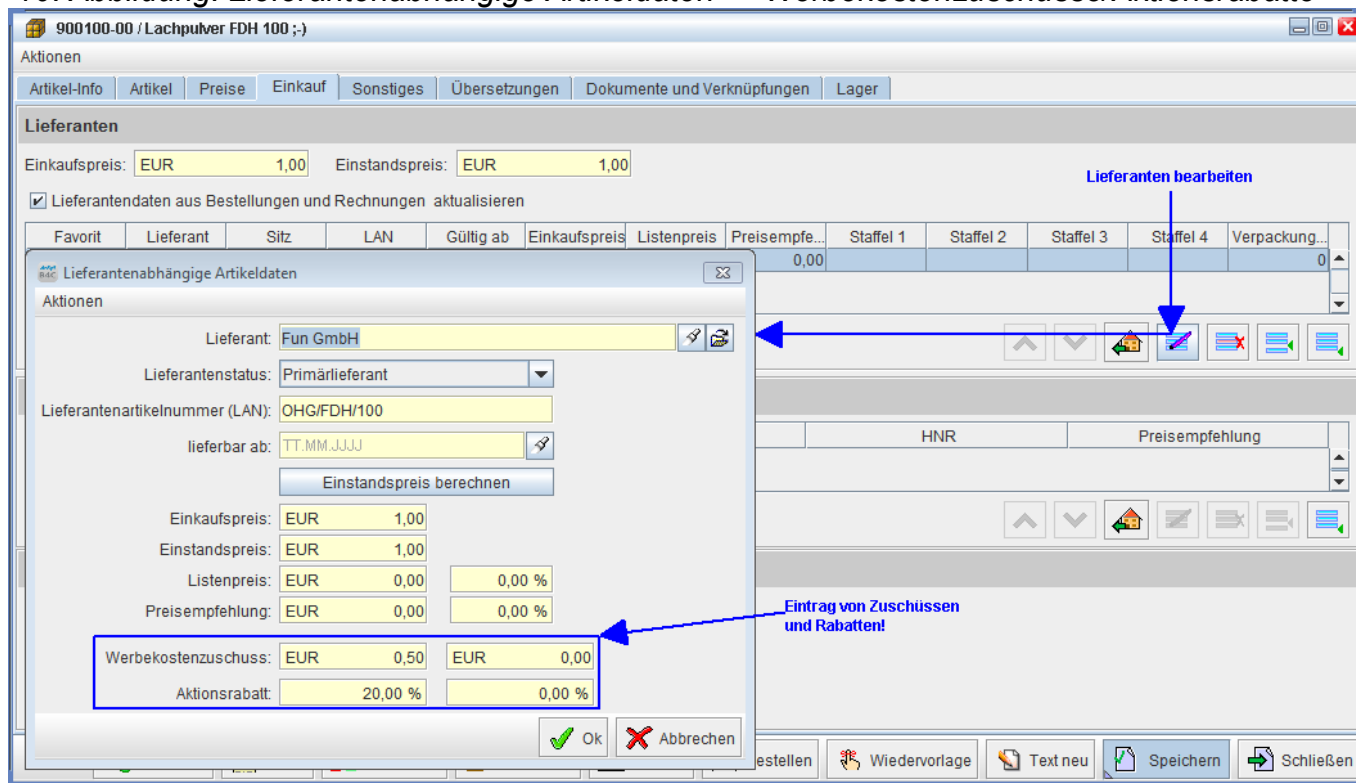 900100-00 / Lachpulver FDH 100 ;-)
Aktionen
Artikel-Info Artikel Preise Einkauf Sonstiges Übersetzungen Dokumente und Verknüpfungen Lager
Lieferanten
Einkaufspreis: EUR 1,00 Einstandspreis: EUR 1,00
Lieferanten bearbeiten
Lieferantendaten aus Bestellungen und Rechnungen aktualisieren
Favorit Lieferant Sitz LAN Gültig ab Einkaufspreis Listenpreis Preisempfe... Staffel 1 Staffel 2 Staffel 3 Staffel 4 Verpackung...
0,00 0
Lieferantenabhängige Artikeldaten
Aktionen
Lieferant: Fun GmbH
Lieferantenstatus: Primärlieferant
Lieferantenartikelnummer (LAN): OHG/FDH/100
HNR Preisempfehlung
lieferbar ab: TT.MM.JJJJ
Einstandspreis berechnen
Einkaufspreis: EUR 1,00
Einstandspreis: EUR 1,00
Listenpreis: EUR 0,00 0,00 %
Preisempfehlung: EUR 0,00 0,00 %
Eintrag von Zuschüssen
und Rabatten!
Werbekostenzuschuss: EUR 0,50 EUR 0,00
Aktionsrabatt: 20,00 % 0,00 %
Ok Abbrechen
estellen Wiedervorlage Text neu Speichern Schließen